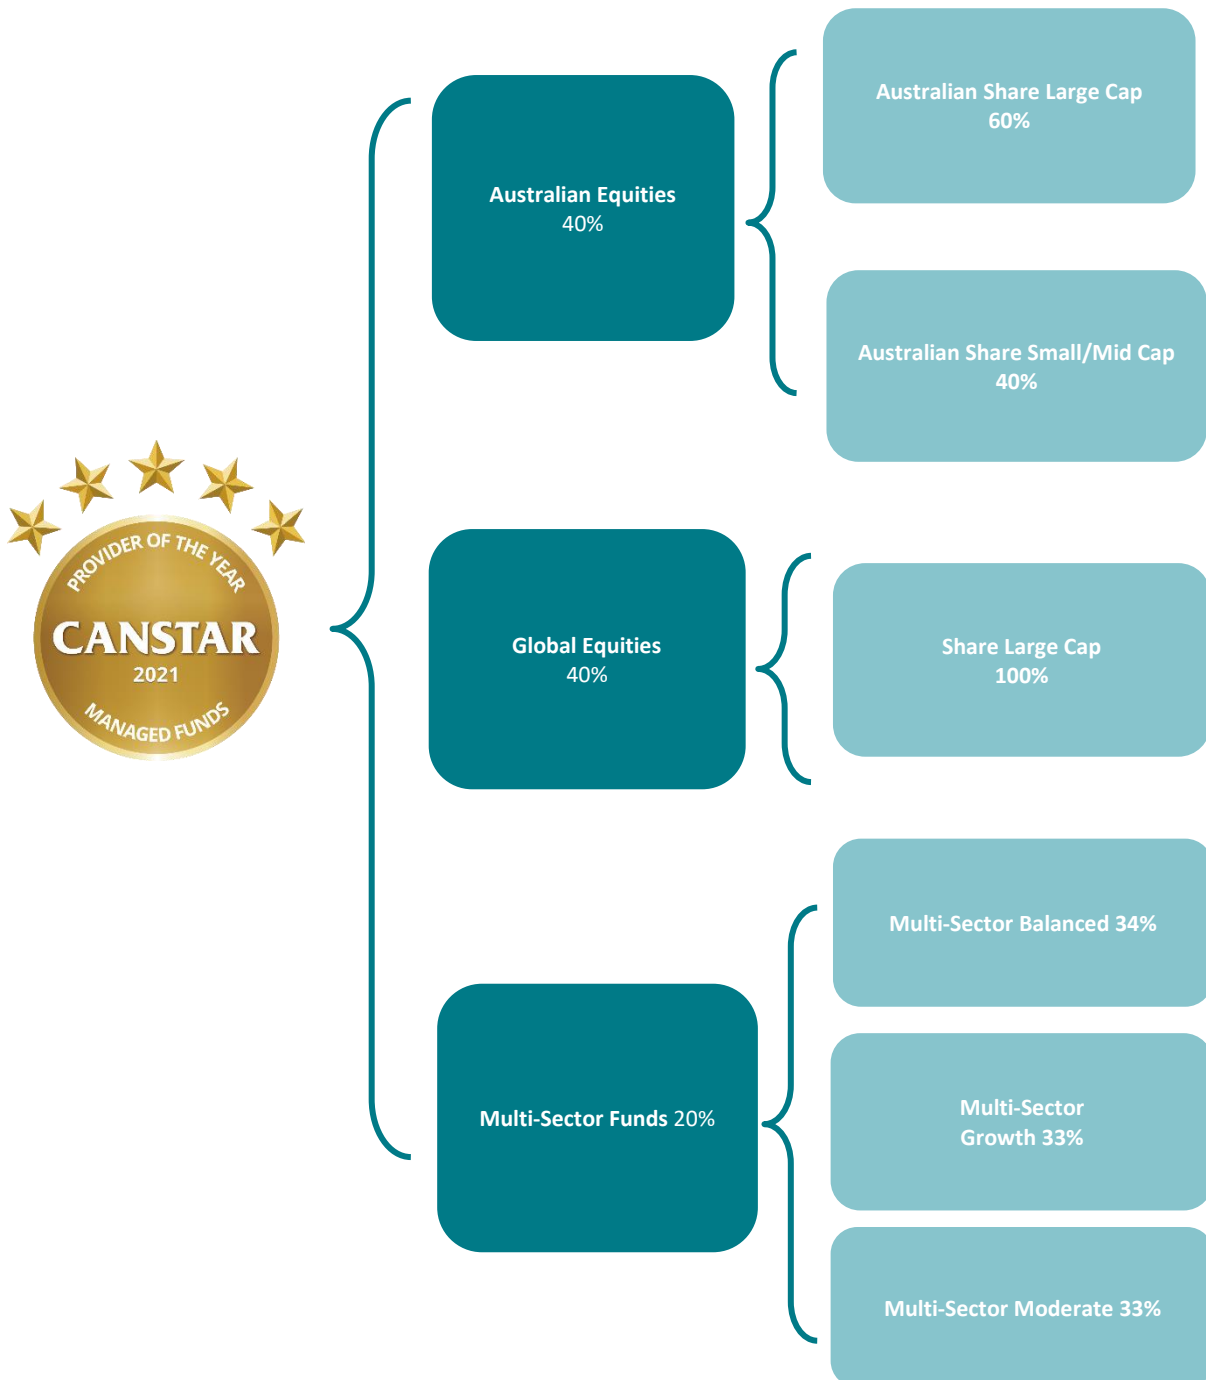 PROVIDER OF THE YEAR
CANSTAR
2021
MANAGED FUNDS
Australian Equities
40%
Australian Share Large Cap
60%
Australian Share Small/Mid Cap
40%
Global Equities
40%
Share Large Cap
100%
Multi-Sector Funds 20%
Multi-Sector Balanced 34%
Multi-Sector
Growth 33%
Multi-Sector Moderate 33%